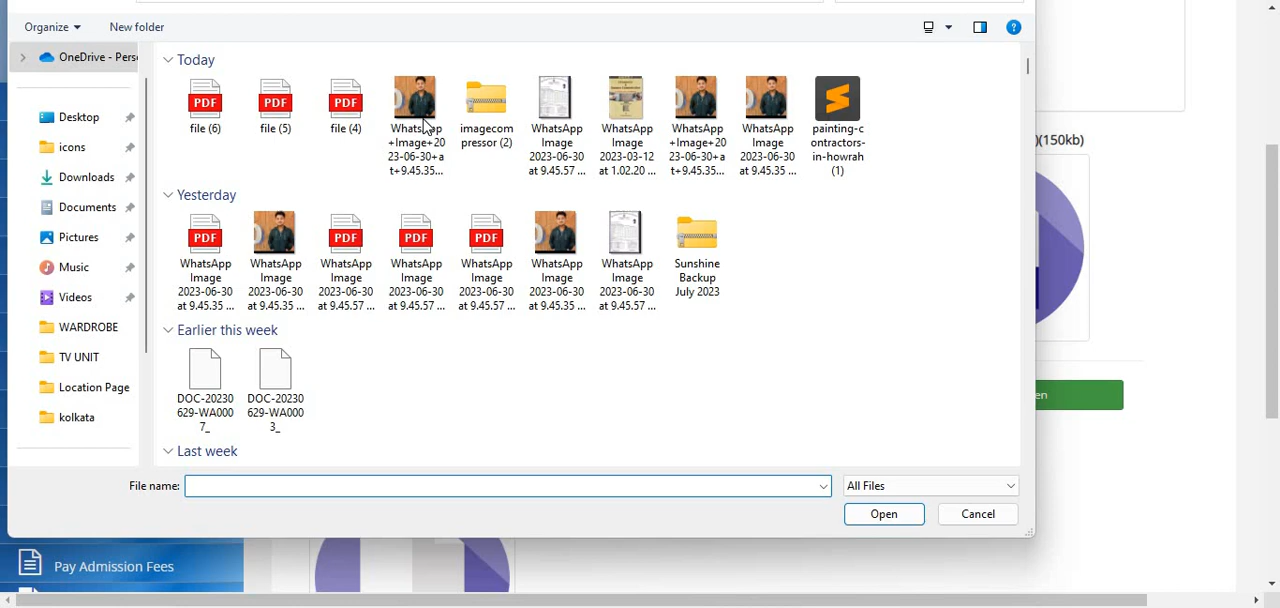 Organize
New folder
?
OneDrive - Perso
Desktop
icons
Downloads
Documents
Pictures
Music
Videos
WARDROBE
TV UNIT
Location Page
kolkata
Today
PDF
file (6)
PDF
file (5)
PDF
file (4)
WhatsApp
+Image+20
23-06-30+a
t+9.45.35...
imagecom
pressor (2)
WhatsApp
Image
2023-06-30
at 9.45.57 ...
WhatsApp
Image
2023-03-12
at 1.02.20 ...
WhatsApp
+Image+20
23-06-30+a
t+9.45.35...
WhatsApp
Image
2023-06-30
at 9.45.35 ...
painting-c
ontractors-
in-howrah
(1)
Yesterday
PDF
WhatsApp
Image
2023-06-30
at 9.45.35 ...
WhatsApp
Image
2023-06-30
at 9.45.35 ...
PDF
WhatsApp
Image
2023-06-30
at 9.45.57 ...
PDF
WhatsApp
Image
2023-06-30
at 9.45.57 ...
PDF
WhatsApp
Image
2023-06-30
at 9.45.57 ...
WhatsApp
Image
2023-06-30
at 9.45.35 ...
WhatsApp
Image
2023-06-30
at 9.45.57 ...
Sunshine
Backup
July 2023
Earlier this week
DOC-20230
629-WA000
7_
DOC-20230
629-WA000
3_
Last week
File name:
All Files
Open
Cancel
)(150kb)
en
Pay Admission Fees